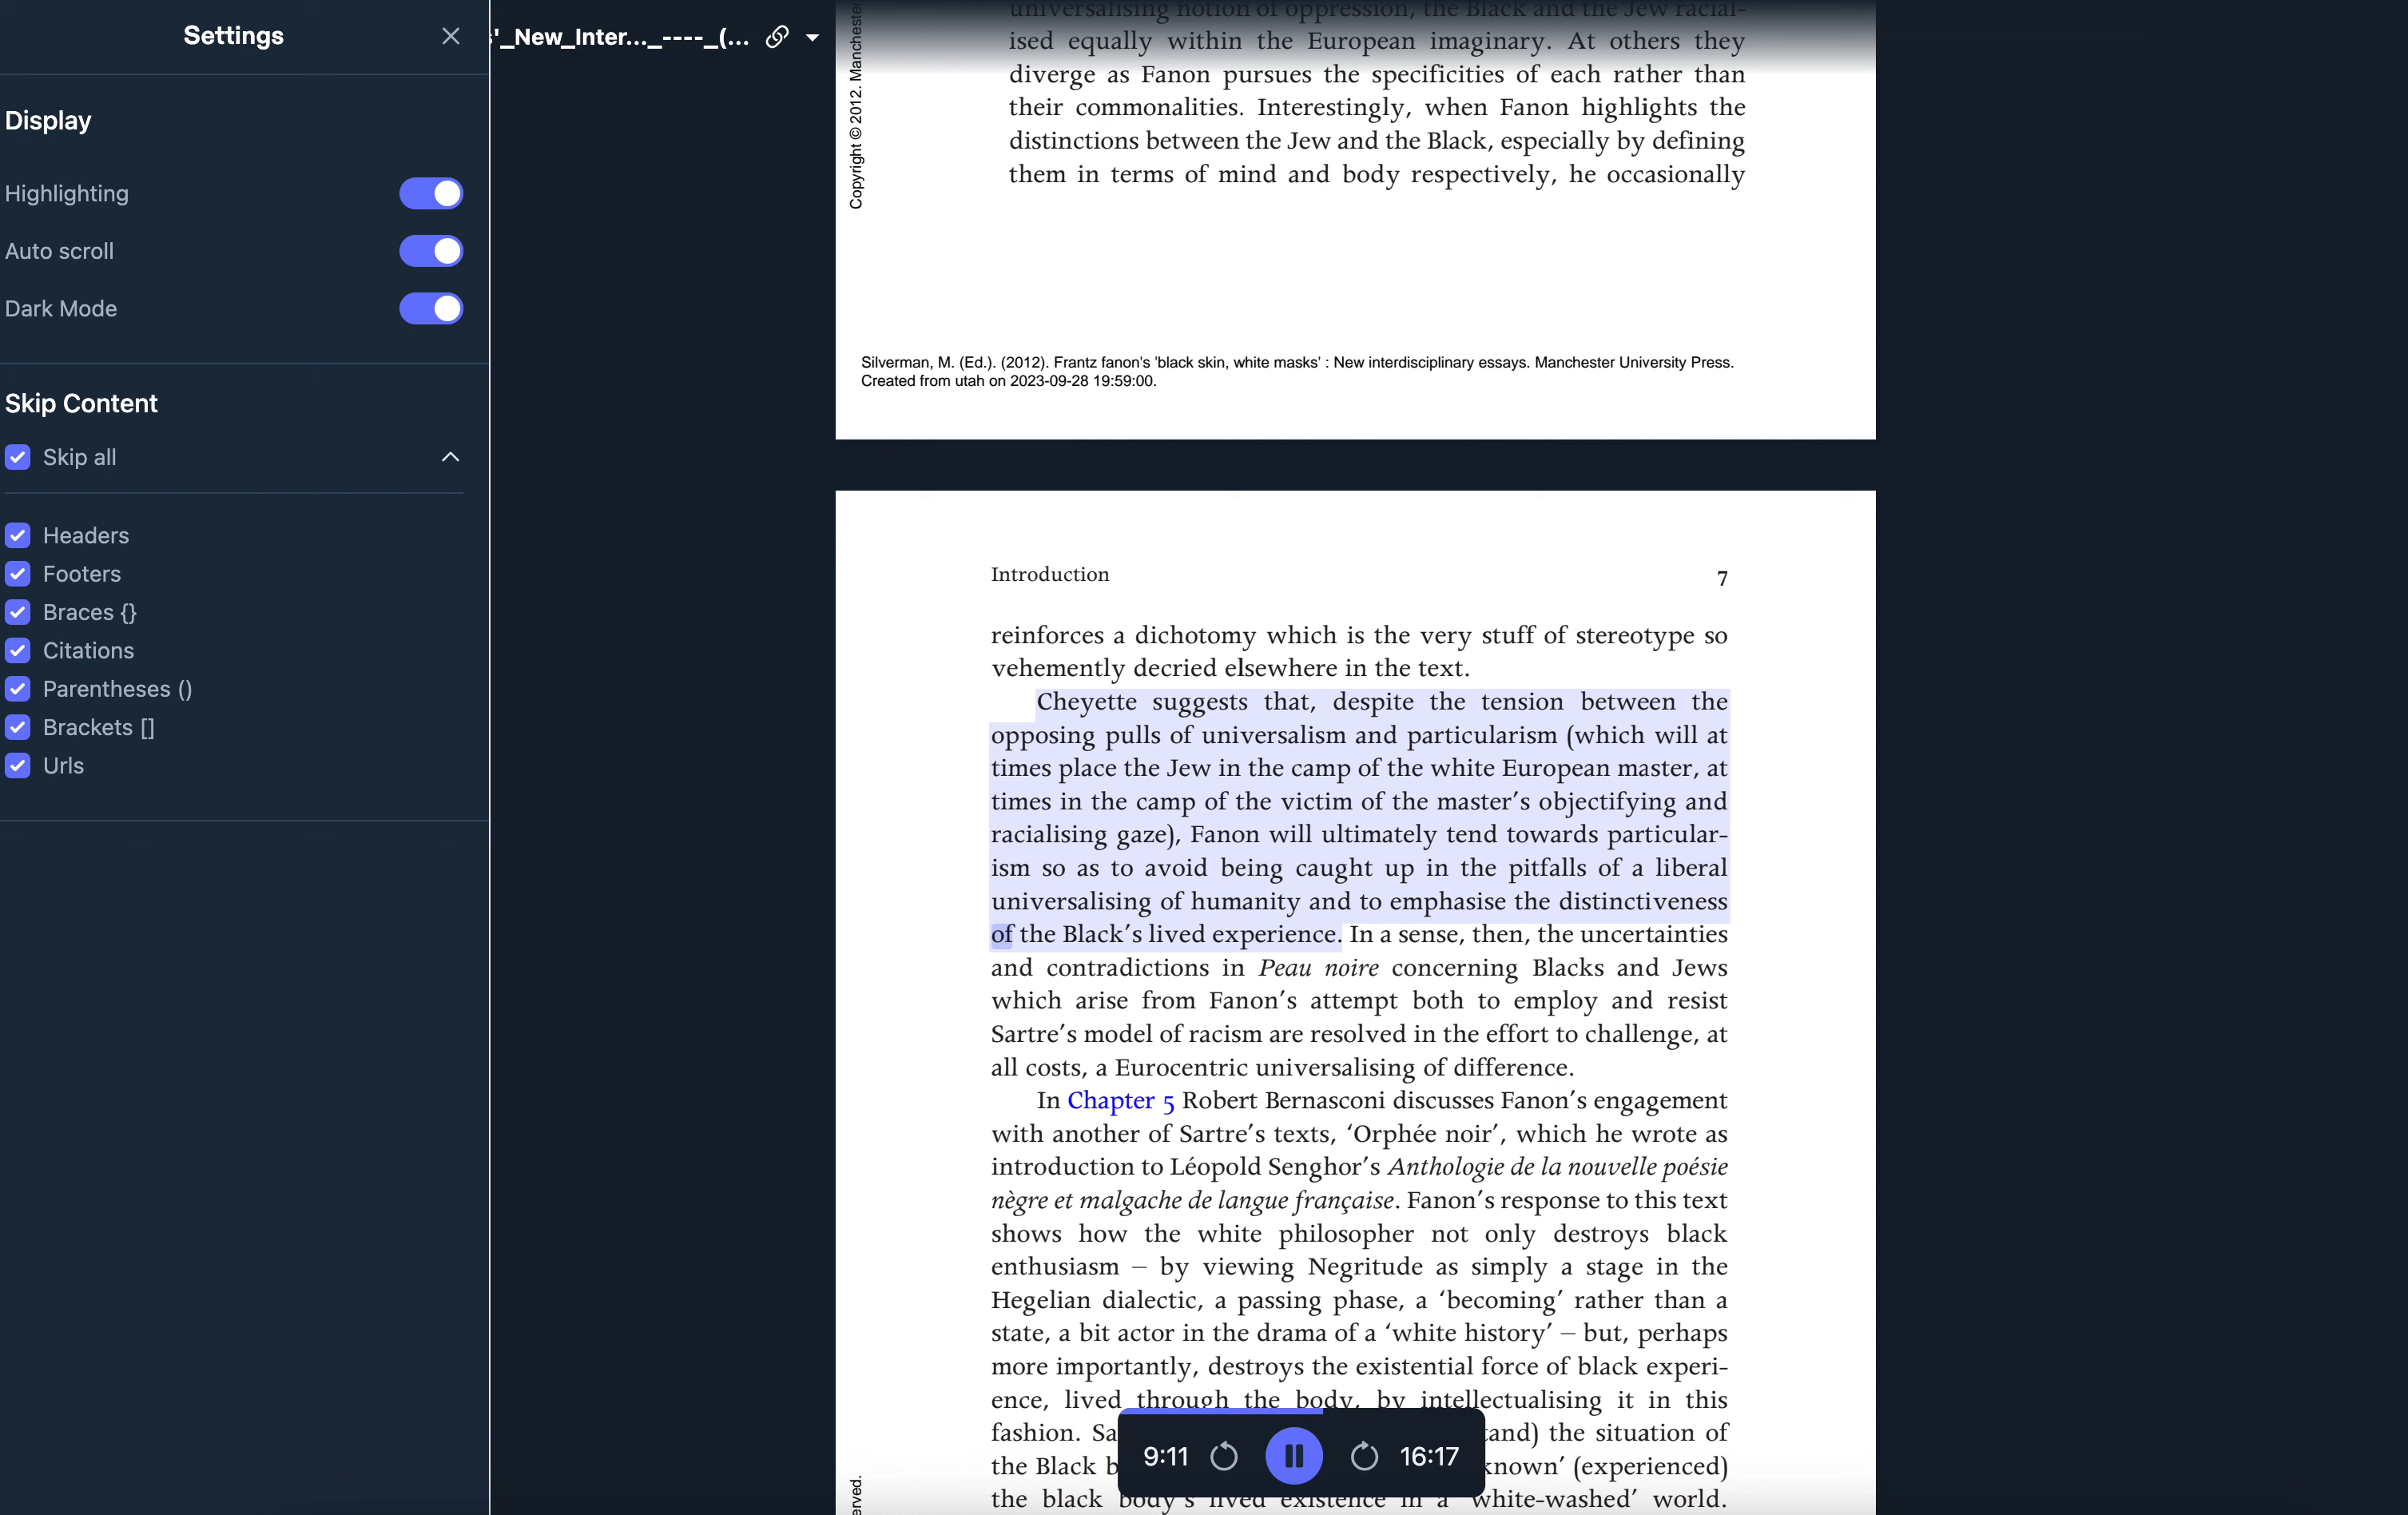 Settings
Display
Highlighting
Auto scroll
Dark Mode
Skip Content
Skip all
Headers
Footers
Braces {}
Citations
Parentheses ()
Brackets []
Urls
'_New_Inter..._----_(...
universalising notion of oppression, the Black and the Jew racial-
ised equally within the European imaginary. At others they
diverge as Fanon pursues the specificities of each rather than
their commonalities. Interestingly, when Fanon highlights the
distinctions between the Jew and the Black, especially by defining
them in terms of mind and body respectively, he occasionally
Copyright © 2012. Manchester
Silverman, M. (Ed.). (2012). Frantz fanon's 'black skin, white masks' : New interdisciplinary essays. Manchester University Press.
Created from utah on 2023-09-28 19:59:00.
Introduction 7
reinforces a dichotomy which is the very stuff of stereotype so
vehemently decried elsewhere in the text.
Cheyette suggests that, despite the tension between the
opposing pulls of universalism and particularism (which will at
times place the Jew in the camp of the white European master, at
times in the camp of the victim of the master’s objectifying and
racialising gaze), Fanon will ultimately tend towards particular-
ism so as to avoid being caught up in the pitfalls of a liberal
universalising of humanity and to emphasise the distinctiveness
of the Black’s lived experience. In a sense, then, the uncertainties
and contradictions in Peau noire concerning Blacks and Jews
which arise from Fanon’s attempt both to employ and resist
Sartre’s model of racism are resolved in the effort to challenge, at
all costs, a Eurocentric universalising of difference.
In Chapter 5 Robert Bernasconi discusses Fanon’s engagement
with another of Sartre’s texts, ‘Orphée noir’, which he wrote as
introduction to Léopold Senghor’s Anthologie de la nouvelle poésie
nègre et malgache de langue française. Fanon’s response to this text
shows how the white philosopher not only destroys black
enthusiasm – by viewing Negritude as simply a stage in the
Hegelian dialectic, a passing phase, a ‘becoming’ rather than a
state, a bit actor in the drama of a ‘white history’ – but, perhaps
more importantly, destroys the existential force of black experi-
ence, lived through the body, by intellectualising it in this
fashion. the situation of
the Black known’ (experienced)
the black body’s lived existence in a ‘white-washed’ world.
9:11
16:17